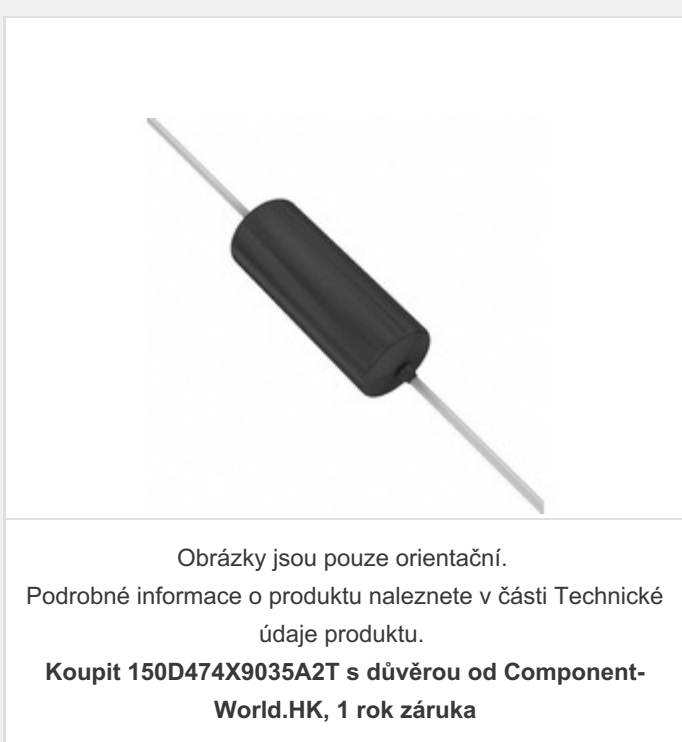 Obrázky jsou pouze orientační.
Podrobné informace o produktu naleznete v části Technické
údaje produktu.
Koupit 150D474X9035A2T s důvěrou od Component-
World.HK, 1 rok záruka